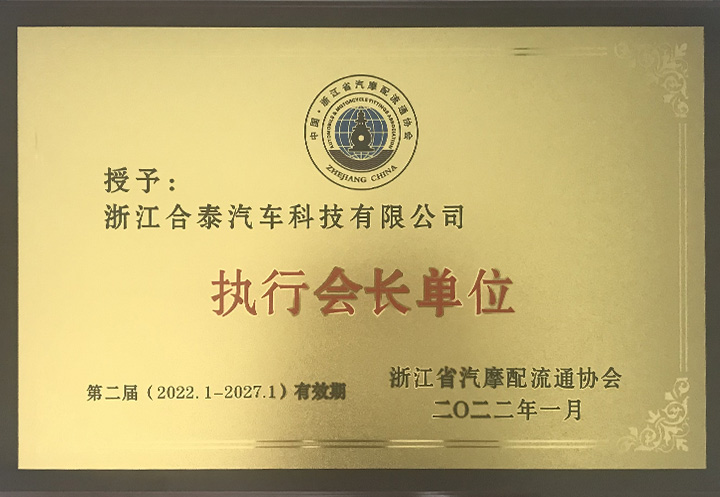 中国·浙江省汽摩配流通协会
AUTOMOBILE & MOTORCYCLE FITTINGS ASSOCIATION
ZHEJIANG CHINA
授予：
浙江合泰汽车科技有限公司
执行会长单位
第二届（2022.1-2027.1）有效期
浙江省汽摩配流通协会
二〇二二年一月